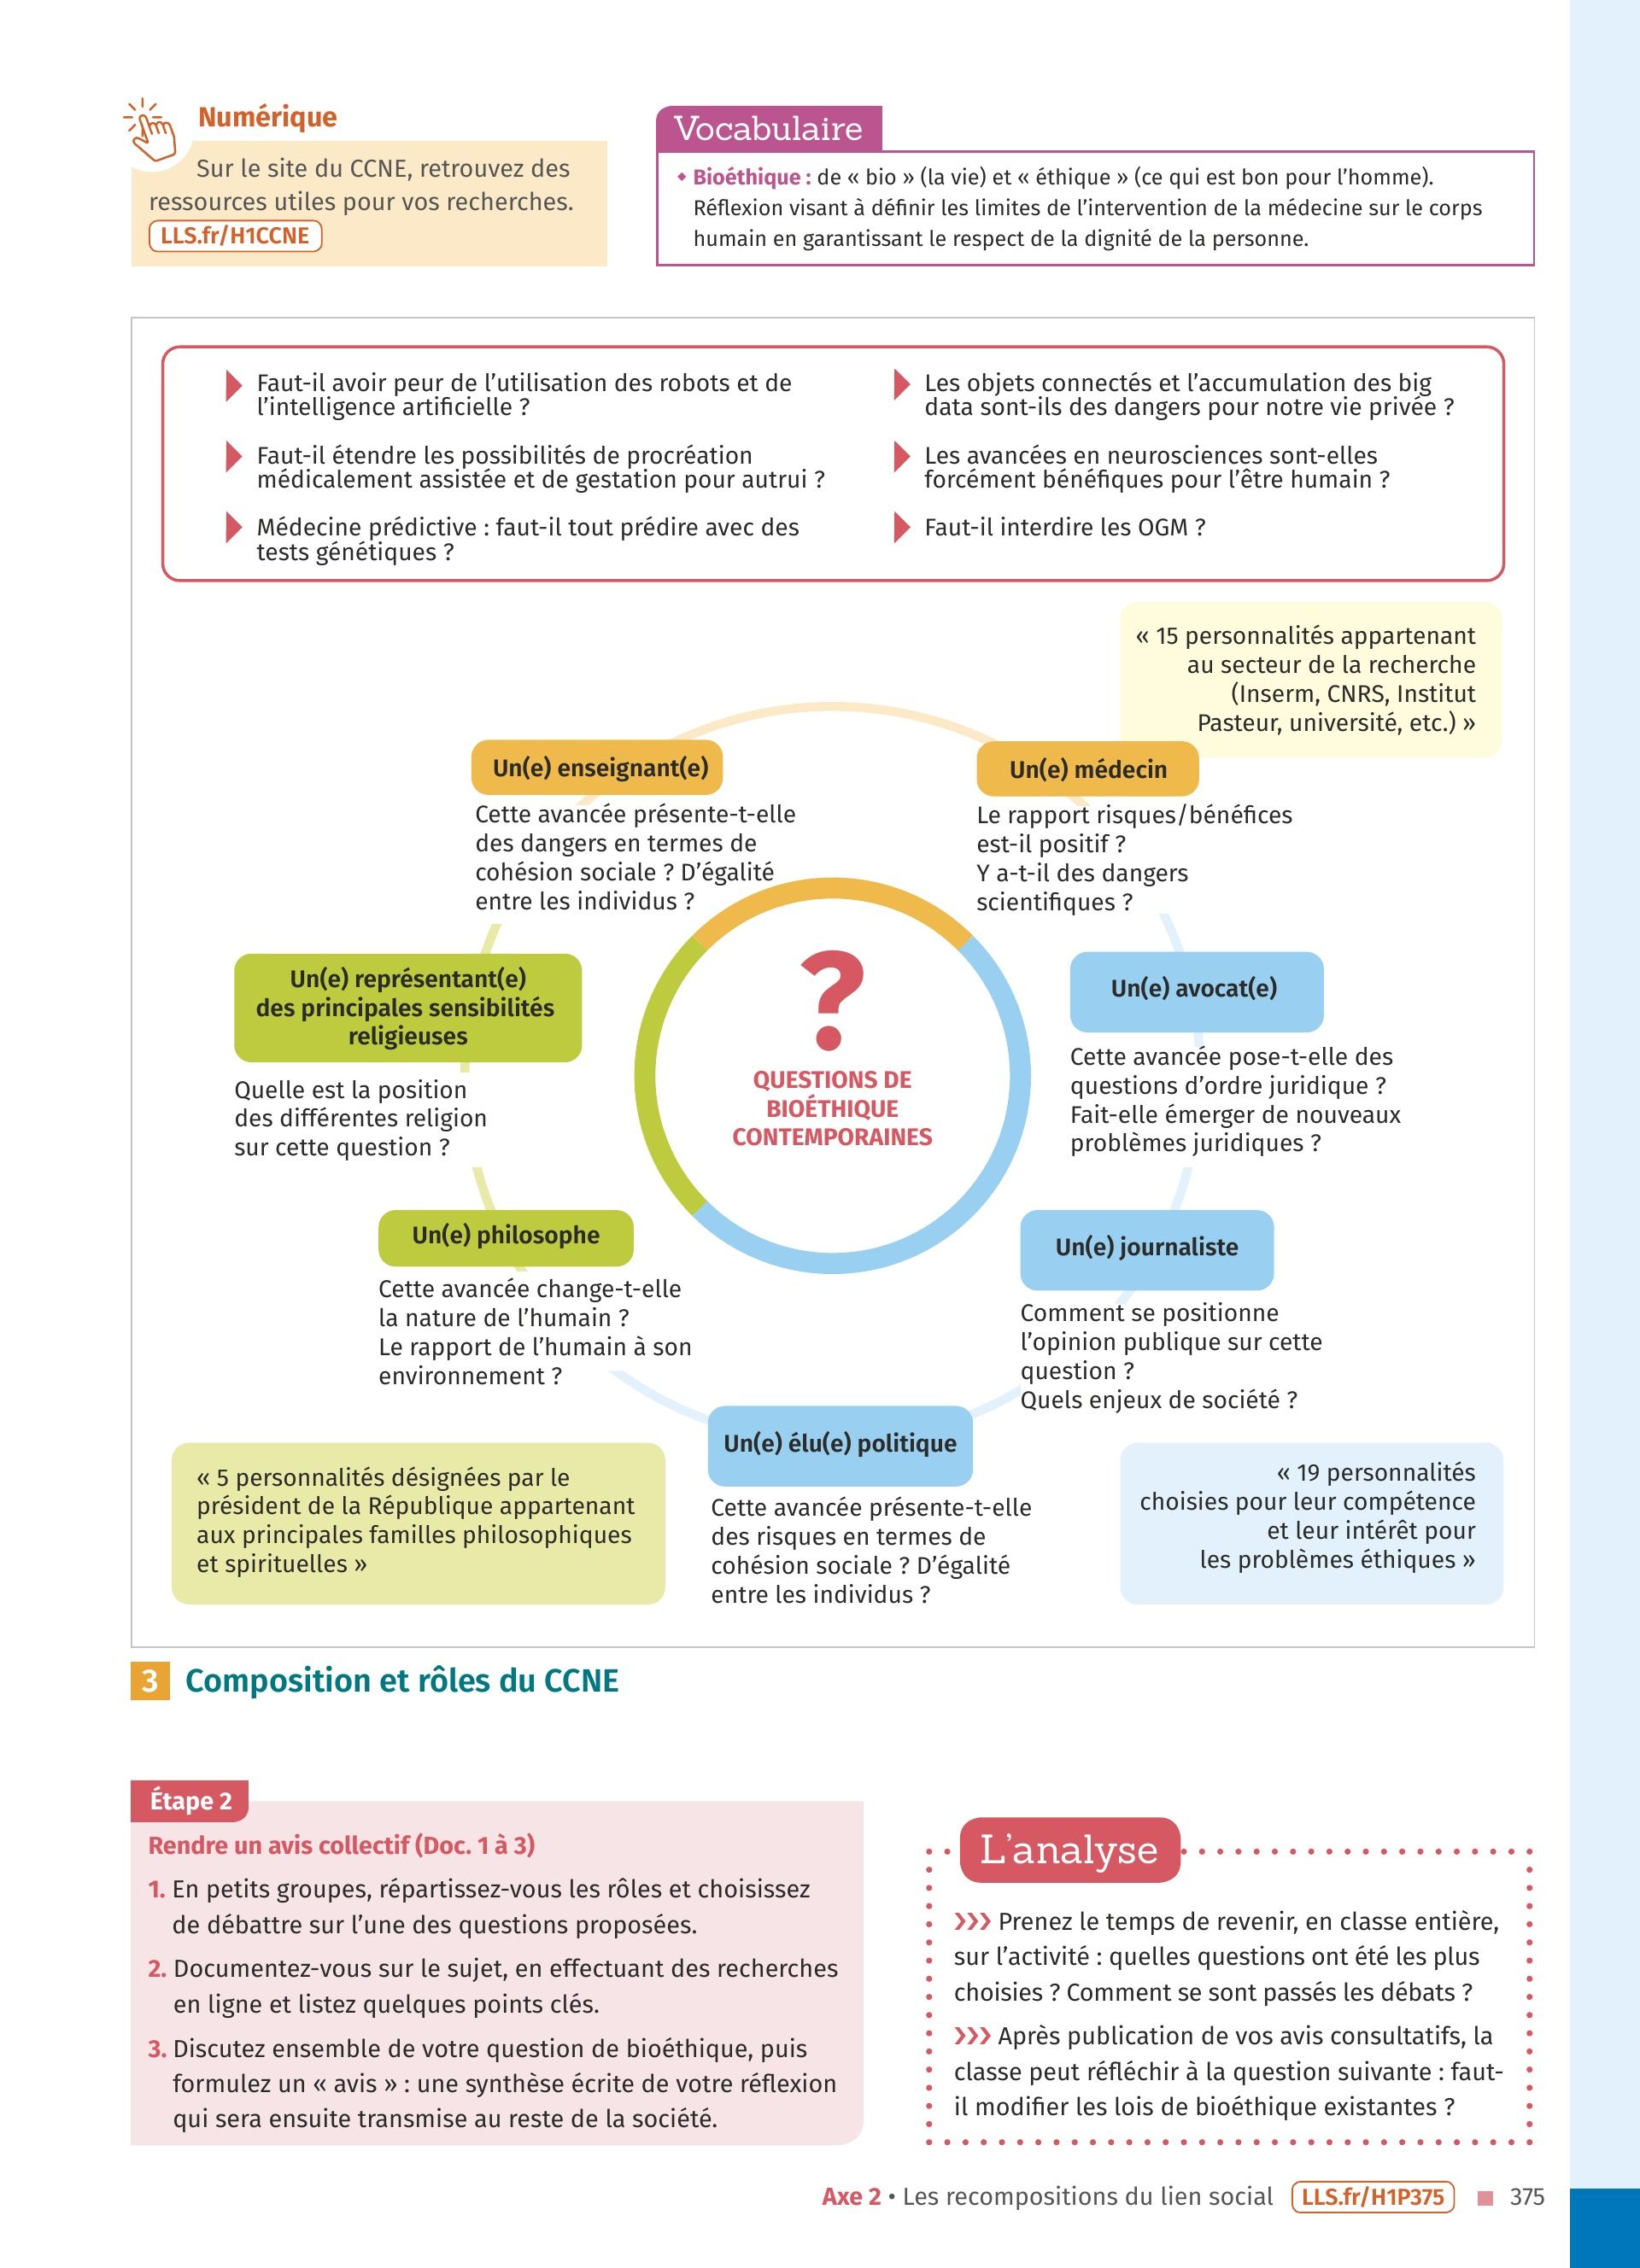 Numérique
Sur le site du CCNE, retrouvez des
ressources utiles pour vos recherches.
LLS.fr/H1CCNE
Vocabulaire
• Bioéthique : de « bio » (la vie) et « éthique » (ce qui est bon pour l’homme).
Réflexion visant à définir les limites de l’intervention de la médecine sur le corps
humain en garantissant le respect de la dignité de la personne.
Faut-il avoir peur de l’utilisation des robots et de
l’intelligence artificielle ?
Faut-il étendre les possibilités de procréation
médicalement assistée et de gestation pour autrui ?
Médecine prédictive : faut-il tout prédire avec des
tests génétiques ?
Les objets connectés et l’accumulation des big
data sont-ils des dangers pour notre vie privée ?
Les avancées en neurosciences sont-elles
forcément bénéfiques pour l’être humain ?
Faut-il interdire les OGM ?
« 15 personnalités appartenant
au secteur de la recherche
(Inserm, CNRS, Institut
Pasteur, université, etc.) »
Un(e) enseignant(e)
Cette avancée présente-t-elle
des dangers en termes de
cohésion sociale ? D’égalité
entre les individus ?
Un(e) médecin
Le rapport risques/bénéfices
est-il positif ?
Y a-t-il des dangers
scientifiques ?
Un(e) représentant(e)
des principales sensibilités
religieuses
Quelle est la position
des différentes religion
sur cette question ?
?
QUESTIONS DE
BIOÉTHIQUE
CONTEMPORAINES
Un(e) avocat(e)
Cette avancée pose-t-elle des
questions d’ordre juridique ?
Fait-elle émerger de nouveaux
problèmes juridiques ?
Un(e) philosophe
Cette avancée change-t-elle
la nature de l’humain ?
Le rapport de l’humain à son
environnement ?
Un(e) journaliste
Comment se positionne
l’opinion publique sur cette
question ?
Quels enjeux de société ?
Un(e) élu(e) politique
Cette avancée présente-t-elle
des risques en termes de
cohésion sociale ? D’égalité
entre les individus ?
« 5 personnalités désignées par le
président de la République appartenant
aux principales familles philosophiques
et spirituelles »
« 19 personnalités
choisies pour leur compétence
et leur intérêt pour
les problèmes éthiques »
3 Composition et rôles du CCNE
Étape 2
Rendre un avis collectif (Doc. 1 à 3)
1. En petits groupes, répartissez-vous les rôles et choisissez
de débattre sur l’une des questions proposées.
2. Documentez-vous sur le sujet, en effectuant des recherches
en ligne et listez quelques points clés.
3. Discutez ensemble de votre question de bioéthique, puis
formulez un « avis » : une synthèse écrite de votre réflexion
qui sera ensuite transmise au reste de la société.
L’analyse
Prenez le temps de revenir, en classe entière,
sur l’activité : quelles questions ont été les plus
choisies ? Comment se sont passés les débats ?
Après publication de vos avis consultatifs, la
classe peut réfléchir à la question suivante : faut-
il modifier les lois de bioéthique existantes ?
Axe 2 • Les recompositions du lien social LLS.fr/H1P375 375